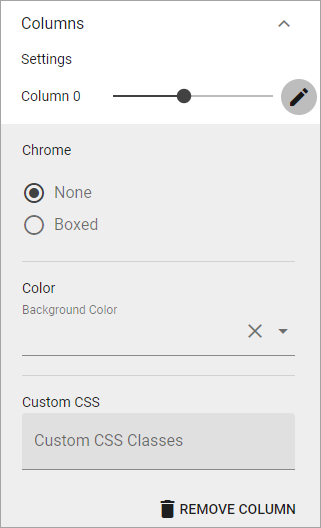 Columns
Settings
Column 0
Chrome
None
Boxed
Color
Background Color
Custom CSS
Custom CSS Classes
REMOVE COLUMN